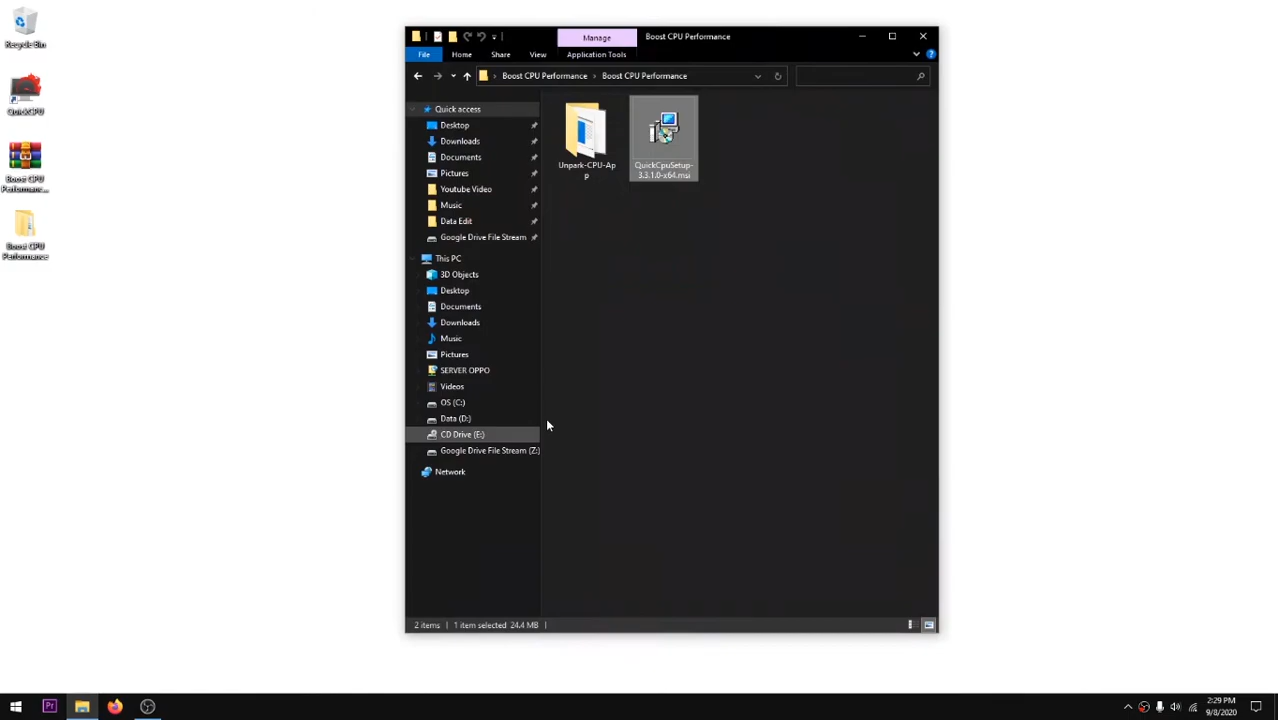 Recycle Bin
QuickCPU
Boost CPU
Performanc...
Boost CPU
Performance
Manage
Boost CPU Performance
File
Home
Share
View
Application Tools
Boost CPU Performance
Boost CPU Performance
Quick access
Desktop
Downloads
Documents
Pictures
Youtube Video
Music
Data Edit
Google Drive File Stream
This PC
3D Objects
Desktop
Documents
Downloads
Music
Pictures
SERVER OPPO
Videos
OS (C:)
Data (D:)
CD Drive (E:)
Google Drive File Stream (Z:)
Network
Unpark-CPU-Ap
p
QuickCpuSetup-
3.3.1.0-x64.msi
2 items
1 item selected 24.4 MB
Pr
2:29 PM
9/8/2020